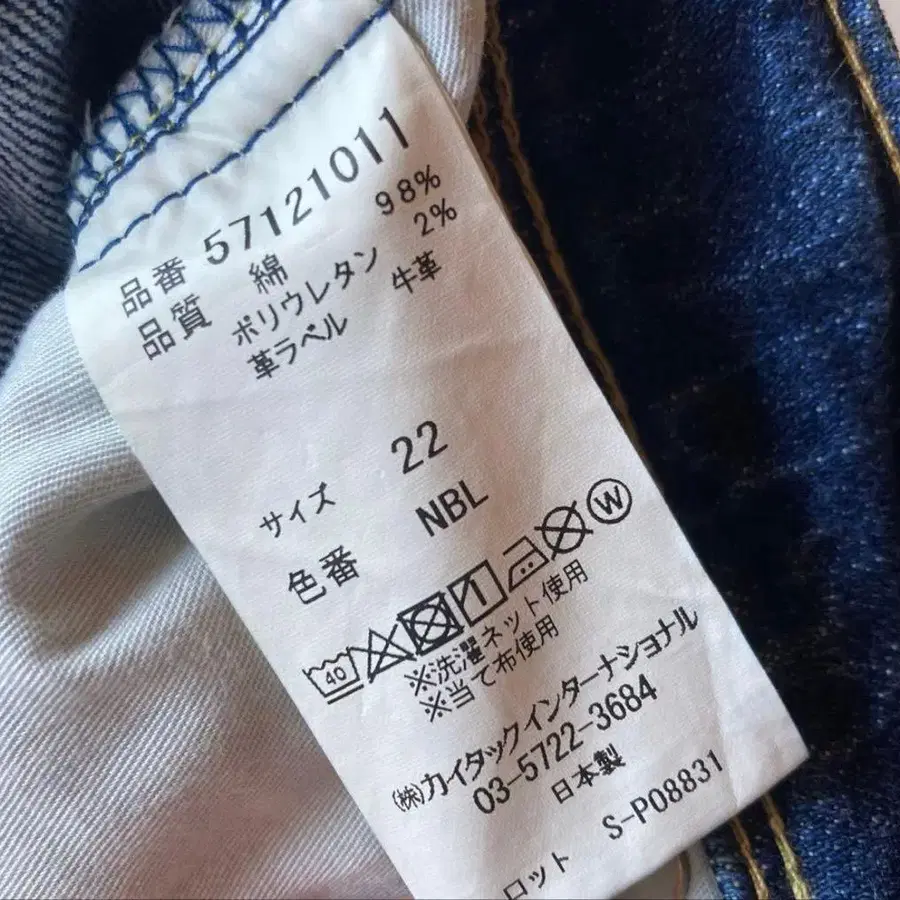 品番 57121011
品質 綿 98%
ポリウレタン 2%
革ラベル 牛革
サイズ 22
色番 NBL
40 W
※洗濯ネット使用
※当て布使用
㈱カイタックインターナショナル
03-5722-3684
日本製
ロット S-P08831